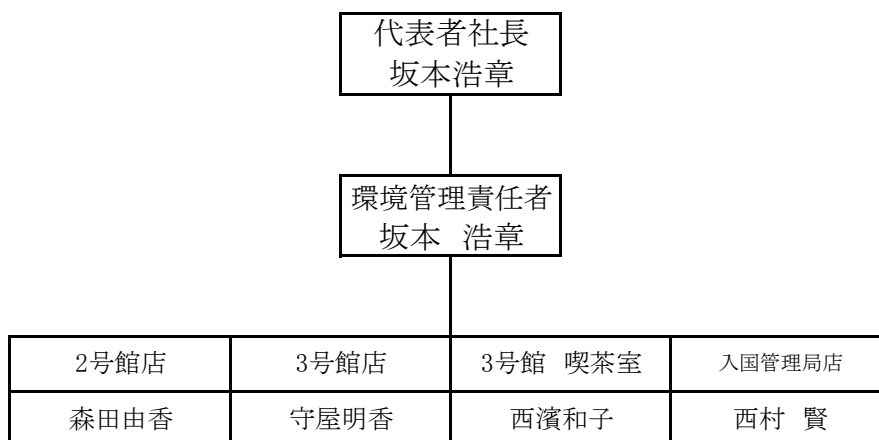 代表者社長
坂本浩章
環境管理責任者
坂本 浩章
2号館店 3号館店 3号館 喫茶室 入国管理局店
森田由香 守屋明香 西濱和子 西村 賢